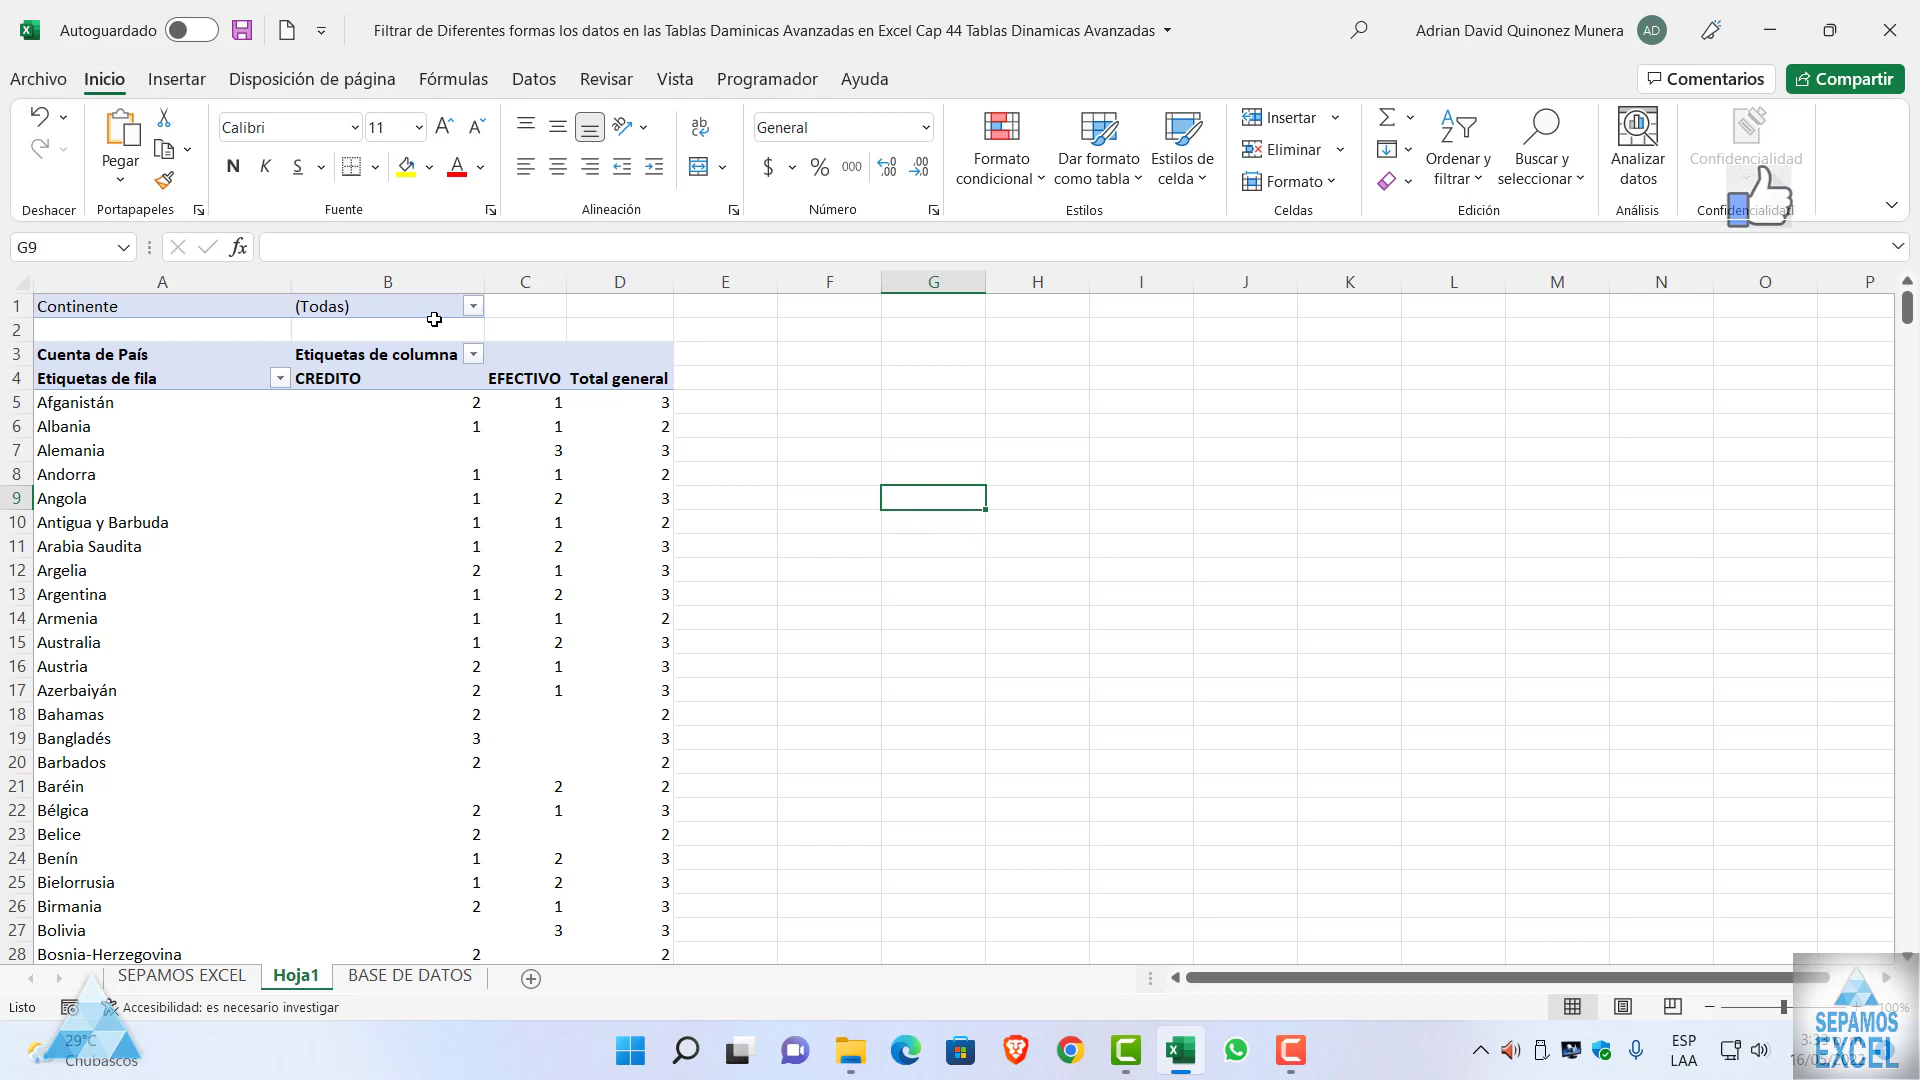 Autoguardado
Filtrar de Diferentes formas los datos en las Tablas Daminicas Avanzadas en Excel Cap 44 Tablas Dinamicas Avanzadas
Adrian David Quinonez Munera AD
Archivo Inicio Insertar Disposición de página Fórmulas Datos Revisar Vista Programador Ayuda
Comentarios Compartir
Calibri 11 General
Insertar
Eliminar
Formato
Pegar
N K S
$ % 000
Formato condicional
Dar formato como tabla
Estilos de celda
Ordenar y filtrar
Buscar y seleccionar
Analizar datos
Confidencialidad
Deshacer Portapapeles Fuente Alineación Número Estilos Celdas Edición Análisis Confidencialidad
G9 fx
A B C D E F G H I J K L M N O P
1 Continente (Todas)
2
3 Cuenta de País Etiquetas de columna
4 Etiquetas de fila CREDITO EFECTIVO Total general
5 Afganistán 2 1 3
6 Albania 1 1 2
7 Alemania 3 3
8 Andorra 1 1 2
9 Angola 1 2 3
10 Antigua y Barbuda 1 1 2
11 Arabia Saudita 1 2 3
12 Argelia 2 1 3
13 Argentina 1 2 3
14 Armenia 1 1 2
15 Australia 1 2 3
16 Austria 2 1 3
17 Azerbaiyán 2 1 3
18 Bahamas 2 2
19 Bangladés 3 3
20 Barbados 2 2
21 Baréin 2 2
22 Bélgica 2 1 3
23 Belice 2 2
24 Benín 1 2 3
25 Bielorrusia 1 2 3
26 Birmania 2 1 3
27 Bolivia 3 3
28 Bosnia-Herzegovina 2 2
SEPAMOS EXCEL Hoja1 BASE DE DATOS
Listo Accesibilidad: es necesario investigar
100%
29°C
Chubascos
ESP
LAA
16/05/2022
SEPAMOS
EXCEL